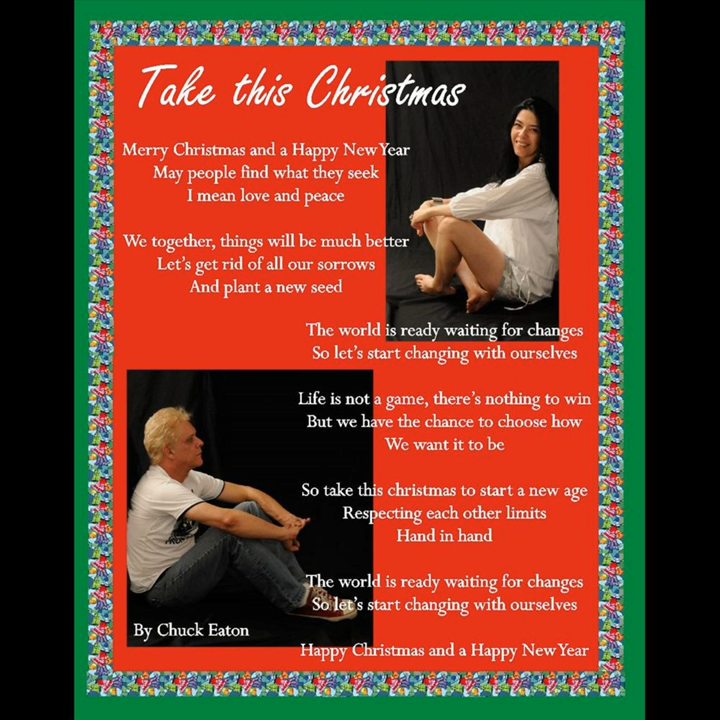 Take this Christmas
Merry Christmas and a Happy New Year
May people find what they seek
I mean love and peace
We together, things will be much better
Let's get rid of all our sorrows
And plant a new seed
The world is ready waiting for changes
So let's start changing with ourselves
Life is not a game, there's nothing to win
But we have the chance to choose how
We want it to be
So take this christmas to start a new age
Respecting each other limits
Hand in hand
The world is ready waiting for changes
So let's start changing with ourselves
By Chuck Eaton
Happy Christmas and a Happy New Year